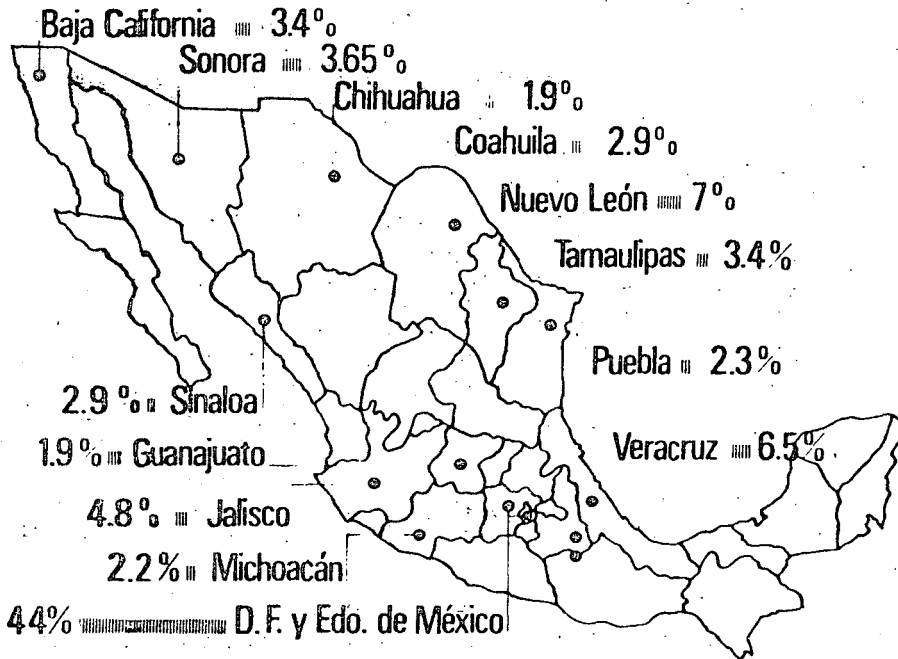 Baja California 3.4%
Sonora 3.65%
Chihuahua 1.9%
Coahuila 2.9%
Nuevo León 7%
Tamaulipas 3.4%
Puebla 2.3%
2.9% Sinaloa
1.9% Guanajuato
Veracruz 6.5%
4.8% Jalisco
2.2% Michoacán
44% D.F. y Edo. de México